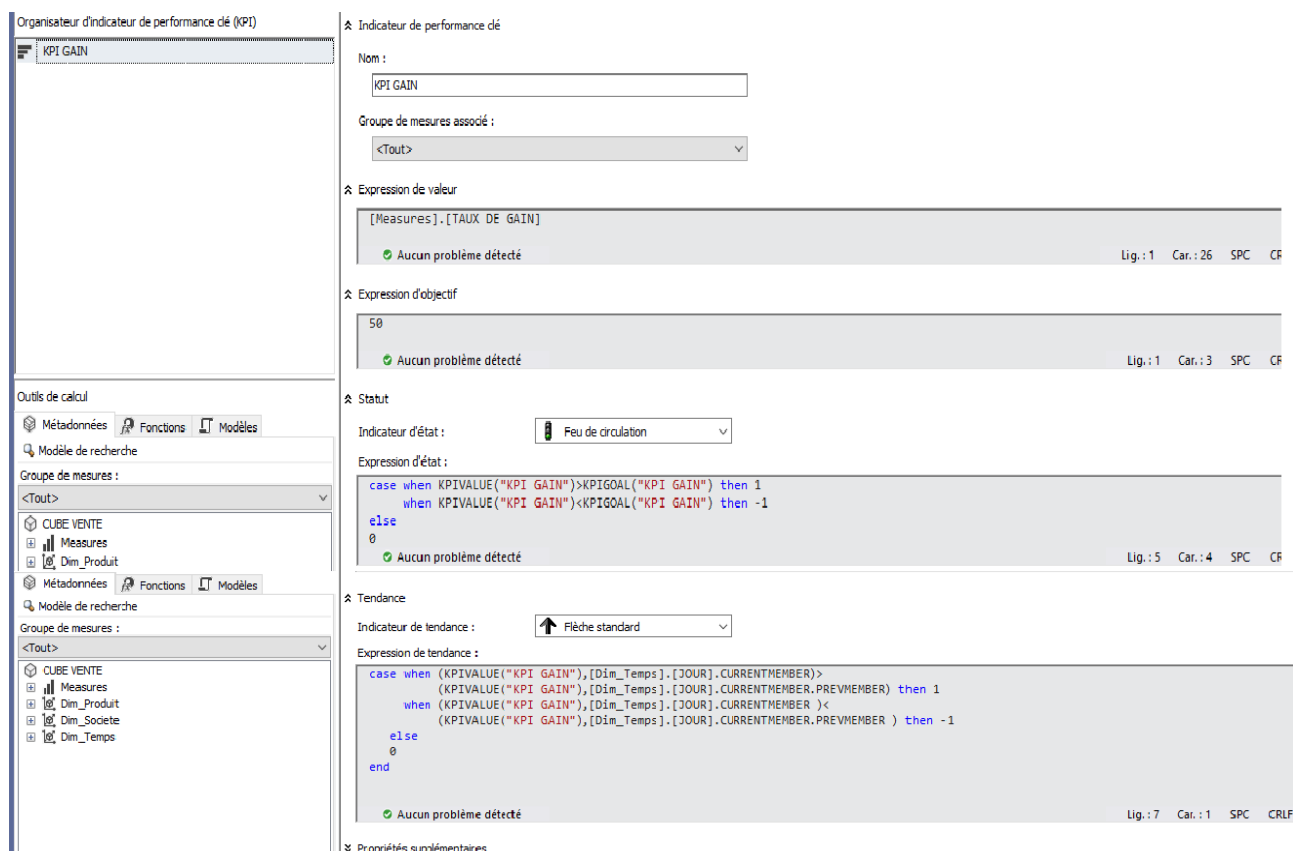 Organisateur d'indicateur de performance clé (KPI)
KPI GAIN
Outils de calcul
Métadonnées Fonctions Modèles
Modèle de recherche
Groupe de mesures :
<Tout>
CUBE VENTE
Measures
Dim_Produit
Métadonnées Fonctions Modèles
Modèle de recherche
Groupe de mesures :
<Tout>
CUBE VENTE
Measures
Dim_Produit
Dim_Societe
Dim_Temps
Indicateur de performance clé
Nom :
KPI GAIN
Groupe de mesures associé :
<Tout>
Expression de valeur
[Measures].[TAUX DE GAIN]
Aucun problème détecté Lig. : 1 Car. : 26 SPC
Expression d'objectif
50
Aucun problème détecté Lig. : 1 Car. : 3 SPC
Statut
Indicateur d'état : Feu de circulation
Expression d'état :
case when KPIVALUE("KPI GAIN")>KPIGOAL("KPI GAIN") then 1
when KPIVALUE("KPI GAIN")<KPIGOAL("KPI GAIN") then -1
else
0
Aucun problème détecté Lig. : 5 Car. : 4 SPC
Tendance
Indicateur de tendance : Flèche standard
Expression de tendance :
case when (KPIVALUE("KPI GAIN"),[Dim_Temps].[JOUR].CURRENTMEMBER)>
(KPIVALUE("KPI GAIN"),[Dim_Temps].[JOUR].CURRENTMEMBER.PREVMEMBER) then 1
when (KPIVALUE("KPI GAIN"),[Dim_Temps].[JOUR].CURRENTMEMBER )<
(KPIVALUE("KPI GAIN"),[Dim_Temps].[JOUR].CURRENTMEMBER.PREVMEMBER ) then -1
else
0
end
Aucun problème détecté Lig. : 7 Car. : 1 SPC CRLF
Propriétés supplémentaires